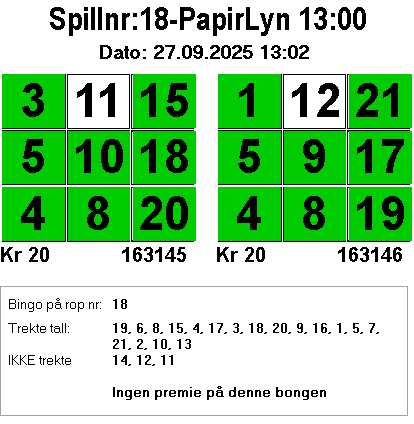 Spillnr:18-PapirLyn 13:00
Dato: 27.09.2025 13:02
3 11 15 1 12 21
5 10 18 5 9 17
4 8 20 4 8 19
Kr 20 163145 Kr 20 163146
Bingo på rop nr: 18
Trekte tall: 19, 6, 8, 15, 4, 17, 3, 18, 20, 9, 16, 1, 5, 7,
21, 2, 10, 13
IKKE trekte 14, 12, 11
Ingen premie på denne bongen